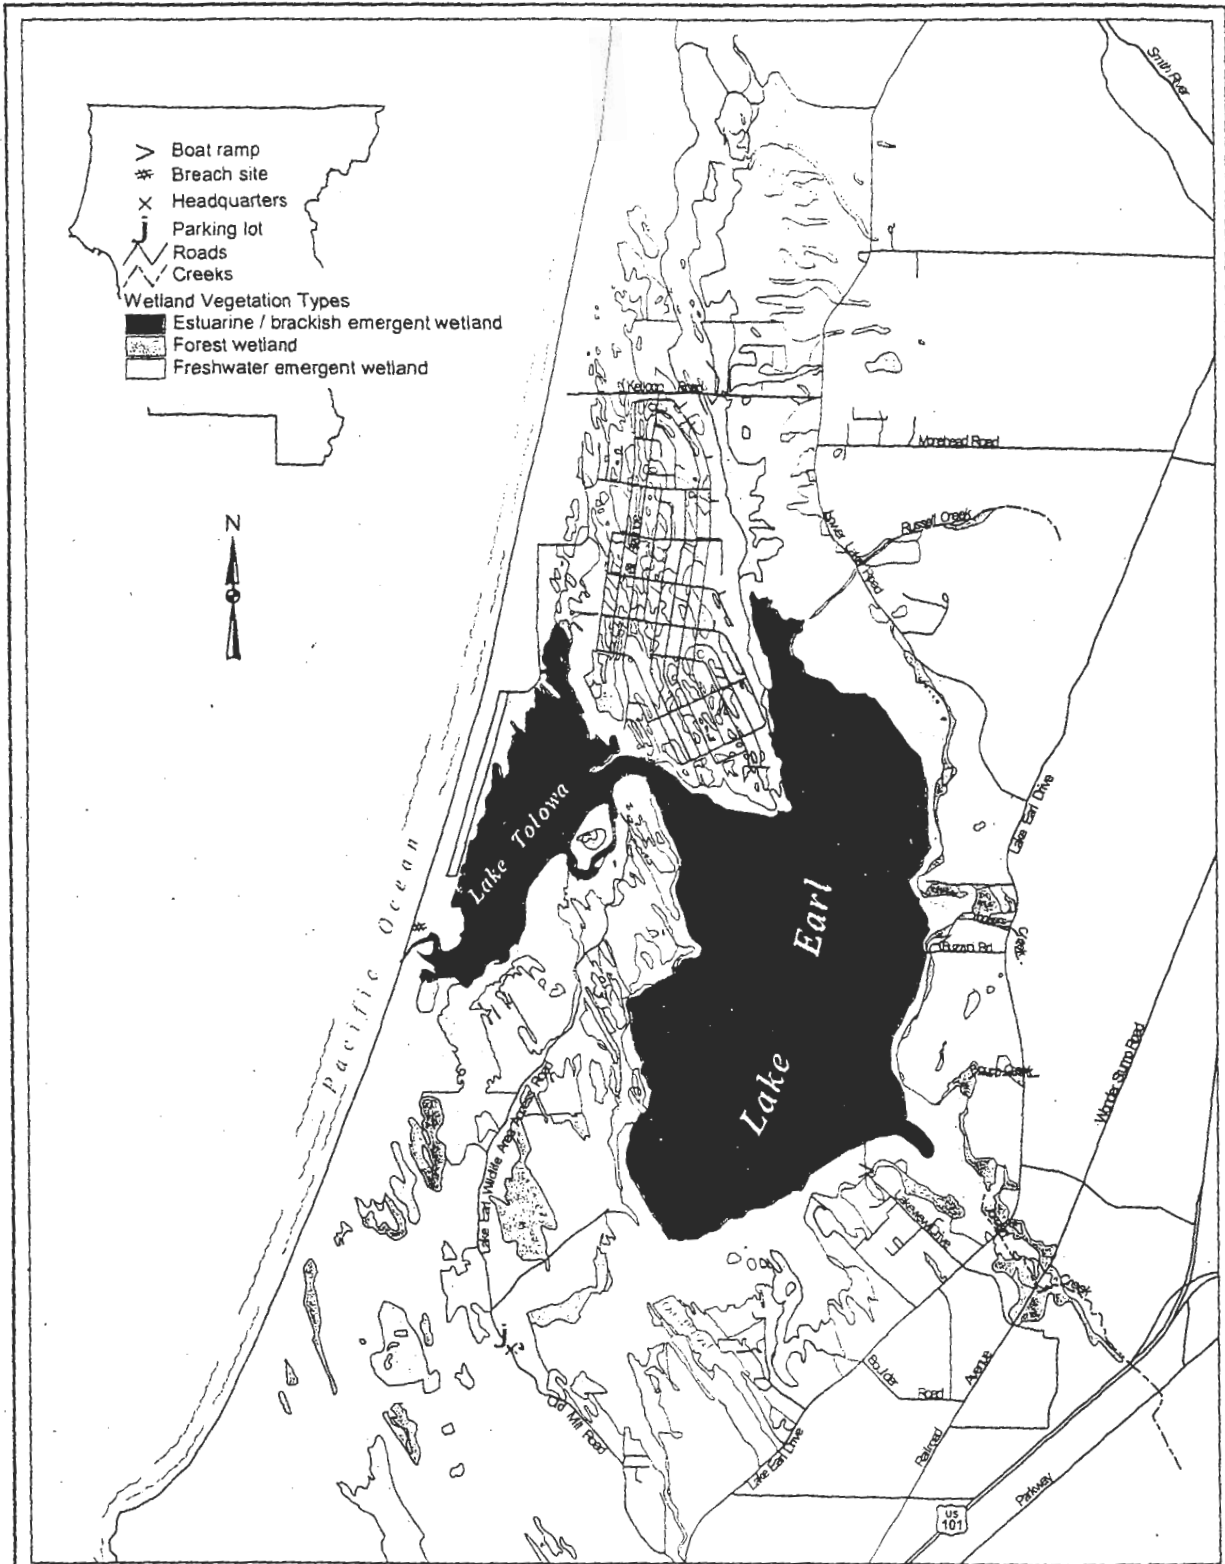 Smith River
> Boat ramp
# Breach site
x Headquarters
j Parking lot
Roads
Creeks
Wetland Vegetation Types
Estuarine / brackish emergent wetland
Forest wetland
Freshwater emergent wetland
Kellogg Road
Morehead Road
N
Lower Lake Road
Russell Creek
Lake Tolowa
Lake Earl Drive
Pacific Ocean
Lake Earl
Creek
Buzzard Rd
Wonder Stump Road
Lake Earl Wildlife Area Access Road
Lakeview Drive
Creek
j
x
Old Mill Road
Boulder Road
Railroad Avenue
Lake Earl Drive
Parkway
US
101